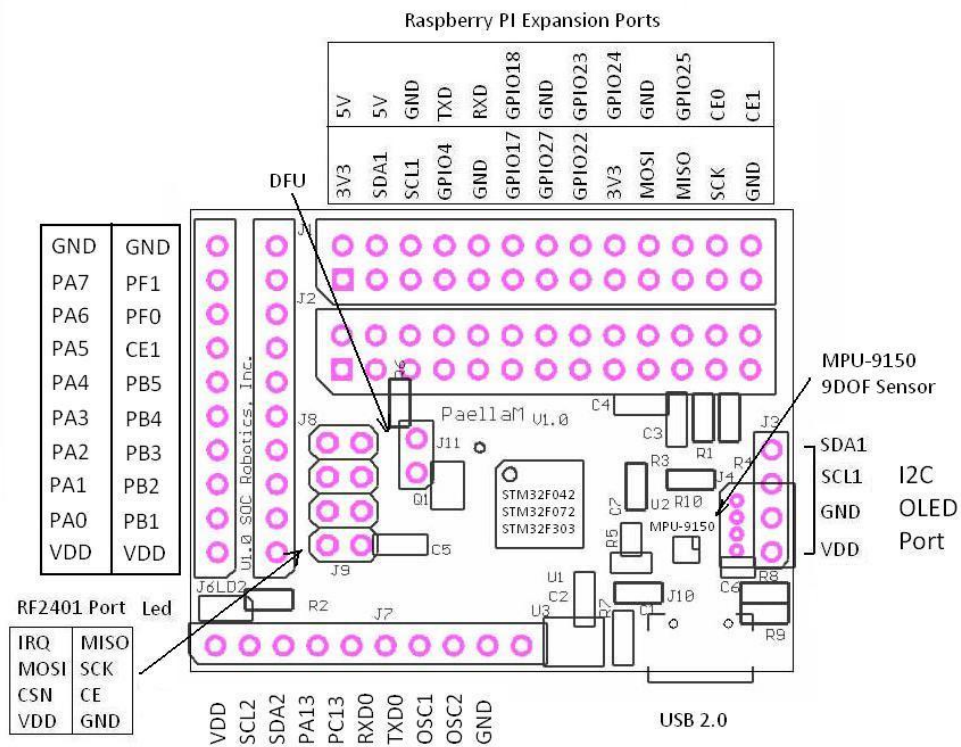 Raspberry PI Expansion Ports
5V 5V GND TXD RXD GPIO18 GND GPIO23 GPIO24 GND GPIO25 CE0 CE1
3V3 SDA1 SCL1 GPIO4 GND GPIO17 GPIO27 GPIO22 3V3 MOSI MISO SCK GND
DFU
GND GND
PA7 PF1
PA6 PF0
PA5 CE1
PA4 PB5
PA3 PB4
PA2 PB3
PA1 PB2
PA0 PB1
VDD VDD
J1
J2
V1.0 SOC Robotics, Inc.
R6
PaellaM V1.0
J8
J11
Q1
C4
C3
R1
R4
J3
MPU-9150
9DOF Sensor
STM32F042
STM32F072
STM32F303
R3
J4
R10
C7
U2
MPU-9150
R5
SDA1
SCL1
GND
VDD
I2C
OLED
Port
J9
C5
C6
R8
R9
J6
LD2
R2
J7
U1
C2
U3
R7
C1
J10
RF2401 Port
Led
IRQ MISO
MOSI SCK
CSN CE
VDD GND
VDD SCL2 SDA2 PA13 PC13 RXD0 TXD0 OSC1 OSC2 GND
USB 2.0